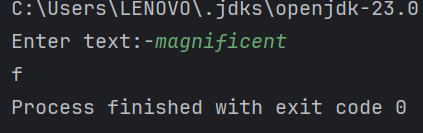 C:\Users\LENOVO\.jdks\openjdk-23.0
Enter text:-magnificent
f
Process finished with exit code 0